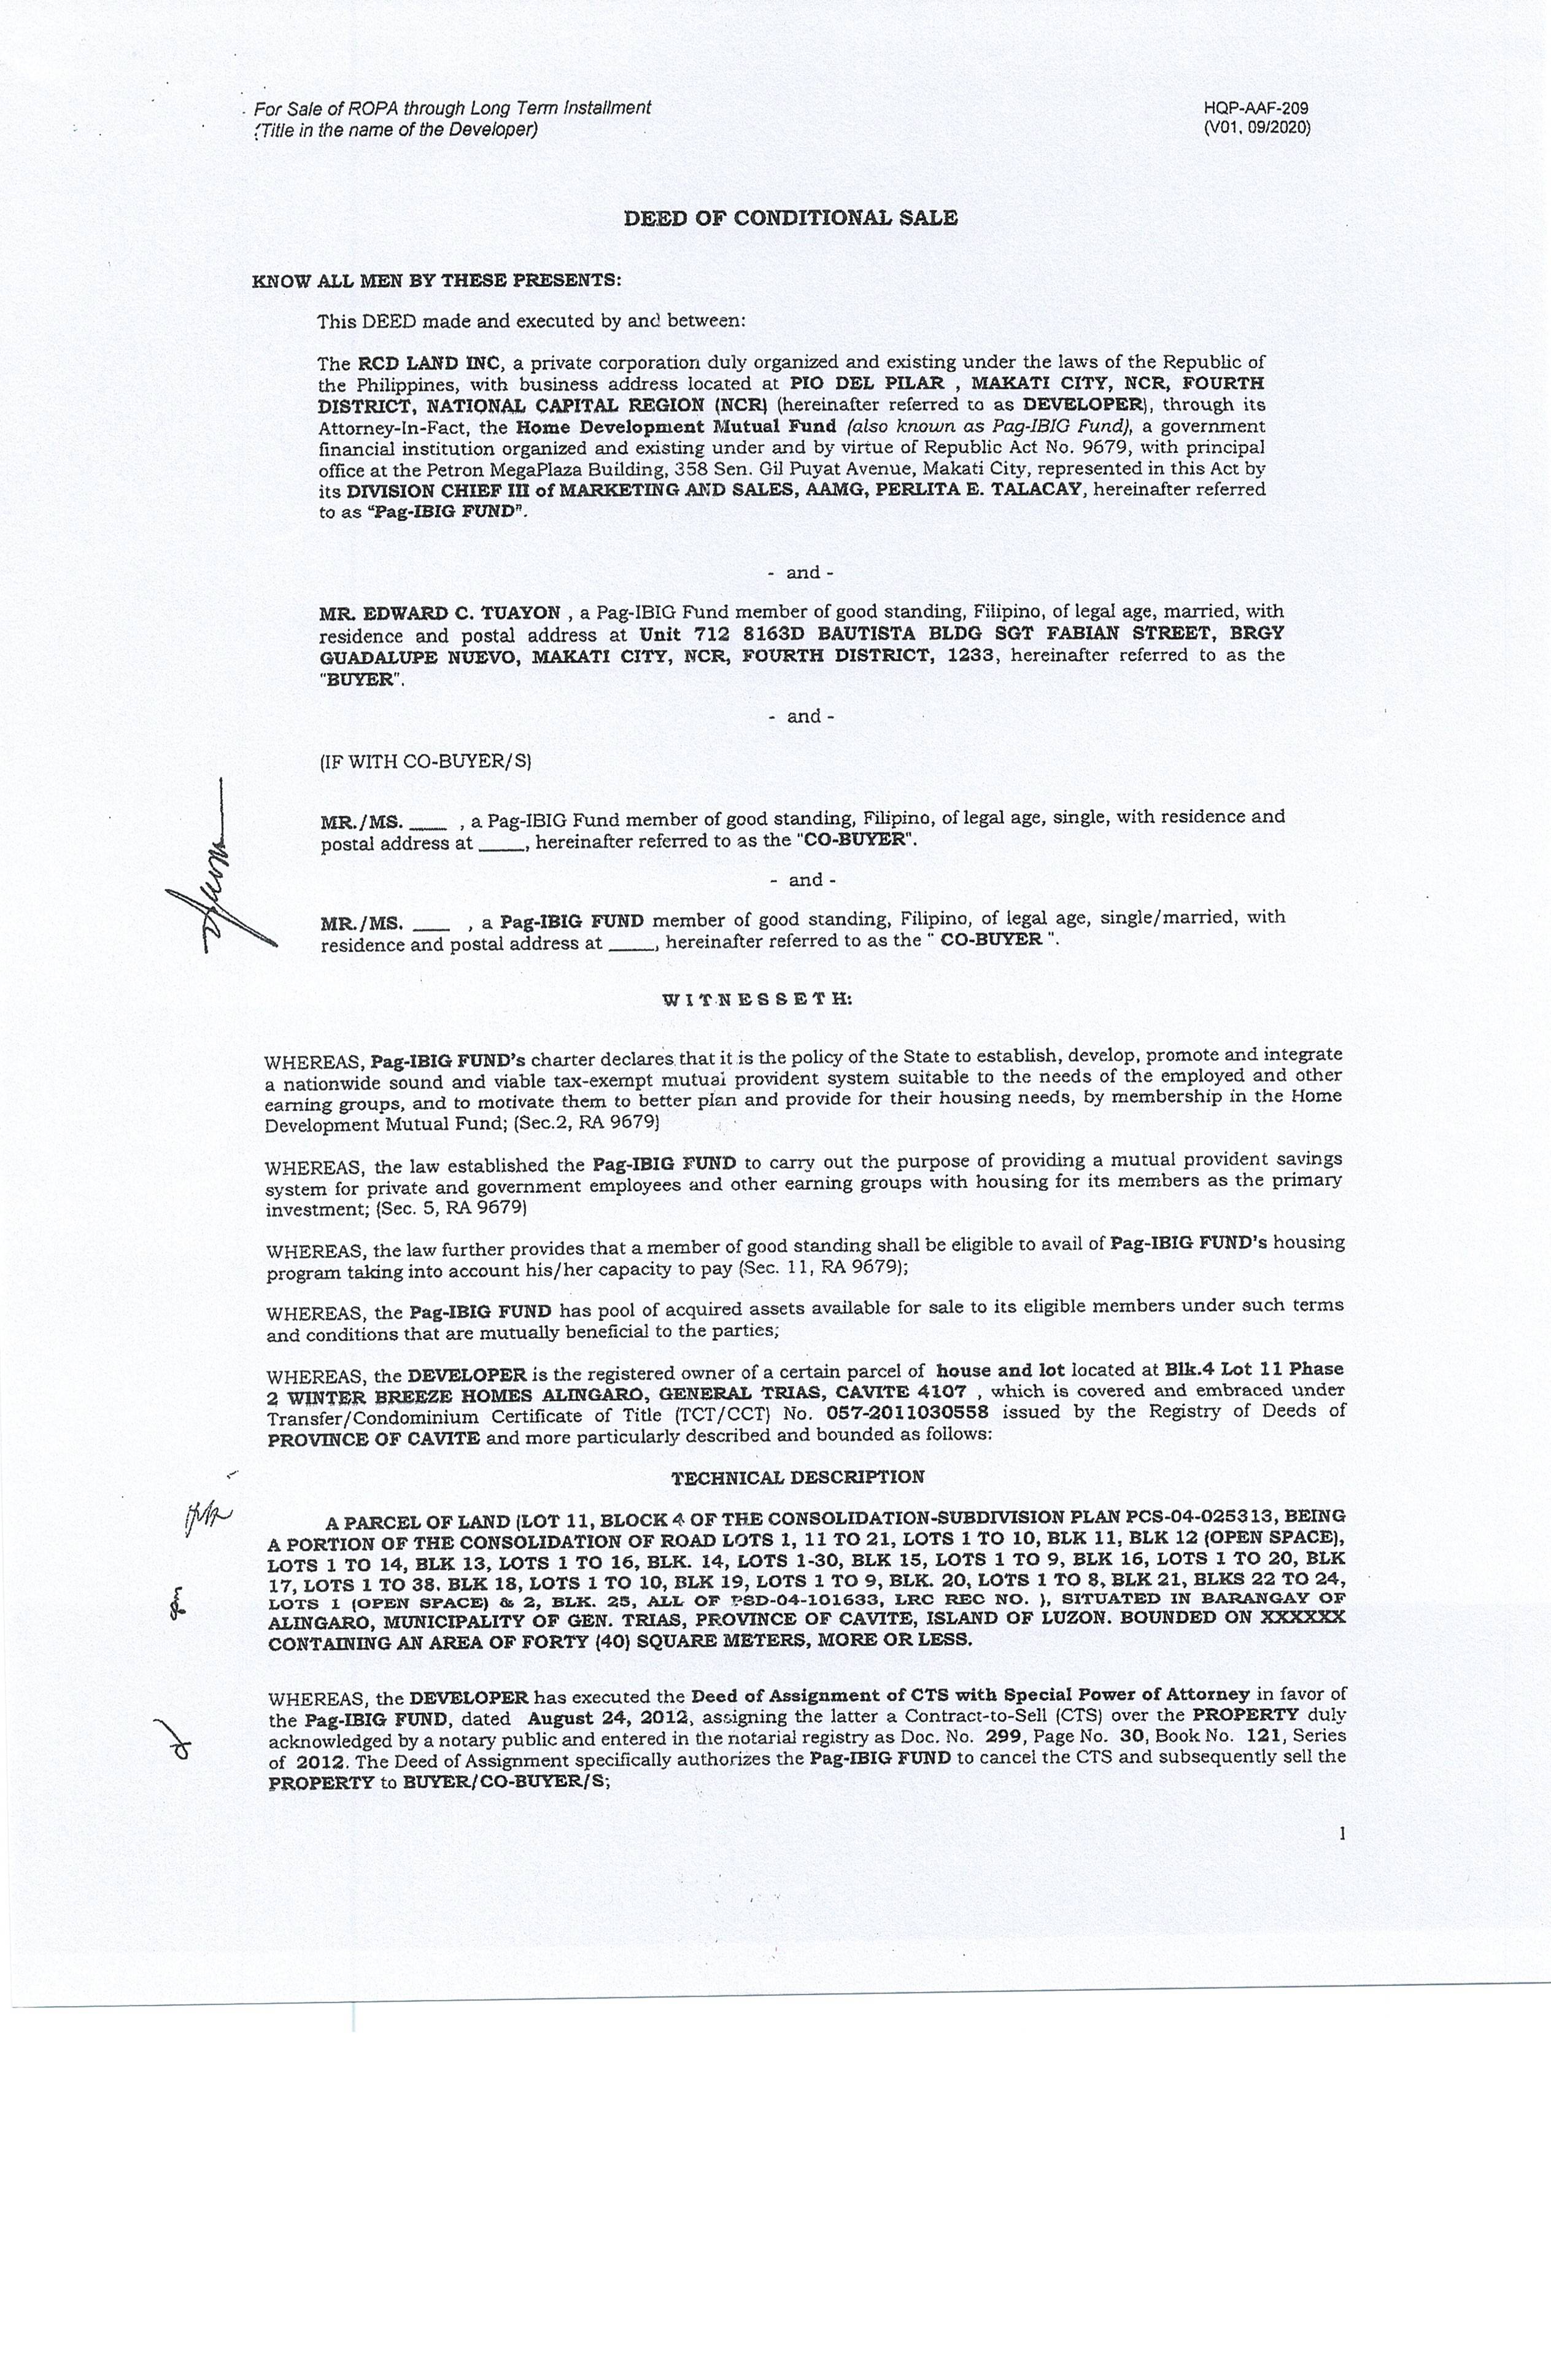 For Sale of ROPA through Long Term Installment
(Title in the name of the Developer)
HQP-AAF-209
(V01, 09/2020)
DEED OF CONDITIONAL SALE
KNOW ALL MEN BY THESE PRESENTS:
This DEED made and executed by and between:
The RCD LAND INC, a private corporation duly organized and existing under the laws of the Republic of
the Philippines, with business address located at PIO DEL PILAR , MAKATI CITY, NCR, FOURTH
DISTRICT, NATIONAL CAPITAL REGION (NCR) (hereinafter referred to as DEVELOPER), through its
Attorney-In-Fact, the Home Development Mutual Fund (also known as Pag-IBIG Fund), a government
financial institution organized and existing under and by virtue of Republic Act No. 9679, with principal
office at the Petron MegaPlaza Building, 358 Sen. Gil Puyat Avenue, Makati City, represented in this Act by
its DIVISION CHIEF III of MARKETING AND SALES, AAMG, PERLITA E. TALACAY, hereinafter referred
to as "Pag-IBIG FUND".
- and -
MR. EDWARD C. TUAYON , a Pag-IBIG Fund member of good standing, Filipino, of legal age, married, with
residence and postal address at Unit 712 8163D BAUTISTA BLDG SGT FABIAN STREET, BRGY
GUADALUPE NUEVO, MAKATI CITY, NCR, FOURTH DISTRICT, 1233, hereinafter referred to as the
"BUYER".
- and -
(IF WITH CO-BUYER/S)
MR./MS. ____ , a Pag-IBIG Fund member of good standing, Filipino, of legal age, single, with residence and
postal address at _____, hereinafter referred to as the "CO-BUYER".
- and -
MR./MS. ____ , a Pag-IBIG FUND member of good standing, Filipino, of legal age, single/married, with
residence and postal address at _____, hereinafter referred to as the " CO-BUYER ".
W I T N E S S E T H:
WHEREAS, Pag-IBIG FUND's charter declares that it is the policy of the State to establish, develop, promote and integrate
a nationwide sound and viable tax-exempt mutual provident system suitable to the needs of the employed and other
earning groups, and to motivate them to better plan and provide for their housing needs, by membership in the Home
Development Mutual Fund; (Sec.2, RA 9679)
WHEREAS, the law established the Pag-IBIG FUND to carry out the purpose of providing a mutual provident savings
system for private and government employees and other earning groups with housing for its members as the primary
investment; (Sec. 5, RA 9679)
WHEREAS, the law further provides that a member of good standing shall be eligible to avail of Pag-IBIG FUND's housing
program taking into account his/her capacity to pay (Sec. 11, RA 9679);
WHEREAS, the Pag-IBIG FUND has pool of acquired assets available for sale to its eligible members under such terms
and conditions that are mutually beneficial to the parties;
WHEREAS, the DEVELOPER is the registered owner of a certain parcel of house and lot located at Blk.4 Lot 11 Phase
2 WINTER BREEZE HOMES ALINGARO, GENERAL TRIAS, CAVITE 4107 , which is covered and embraced under
Transfer/Condominium Certificate of Title (TCT/CCT) No. 057-2011030558 issued by the Registry of Deeds of
PROVINCE OF CAVITE and more particularly described and bounded as follows:
TECHNICAL DESCRIPTION
A PARCEL OF LAND (LOT 11, BLOCK 4 OF THE CONSOLIDATION-SUBDIVISION PLAN PCS-04-025313, BEING
A PORTION OF THE CONSOLIDATION OF ROAD LOTS 1, 11 TO 21, LOTS 1 TO 10, BLK 11, BLK 12 (OPEN SPACE),
LOTS 1 TO 14, BLK 13, LOTS 1 TO 16, BLK. 14, LOTS 1-30, BLK 15, LOTS 1 TO 9, BLK 16, LOTS 1 TO 20, BLK
17, LOTS 1 TO 38. BLK 18, LOTS 1 TO 10, BLK 19, LOTS 1 TO 9, BLK. 20, LOTS 1 TO 8, BLK 21, BLKS 22 TO 24,
LOTS 1 (OPEN SPACE) & 2, BLK. 25, ALL OF PSD-04-101633, LRC REC NO. ), SITUATED IN BARANGAY OF
ALINGARO, MUNICIPALITY OF GEN. TRIAS, PROVINCE OF CAVITE, ISLAND OF LUZON. BOUNDED ON XXXXXX
CONTAINING AN AREA OF FORTY (40) SQUARE METERS, MORE OR LESS.
WHEREAS, the DEVELOPER has executed the Deed of Assignment of CTS with Special Power of Attorney in favor of
the Pag-IBIG FUND, dated August 24, 2012, assigning the latter a Contract-to-Sell (CTS) over the PROPERTY duly
acknowledged by a notary public and entered in the notarial registry as Doc. No. 299, Page No. 30, Book No. 121, Series
of 2012. The Deed of Assignment specifically authorizes the Pag-IBIG FUND to cancel the CTS and subsequently sell the
PROPERTY to BUYER/CO-BUYER/S;
1